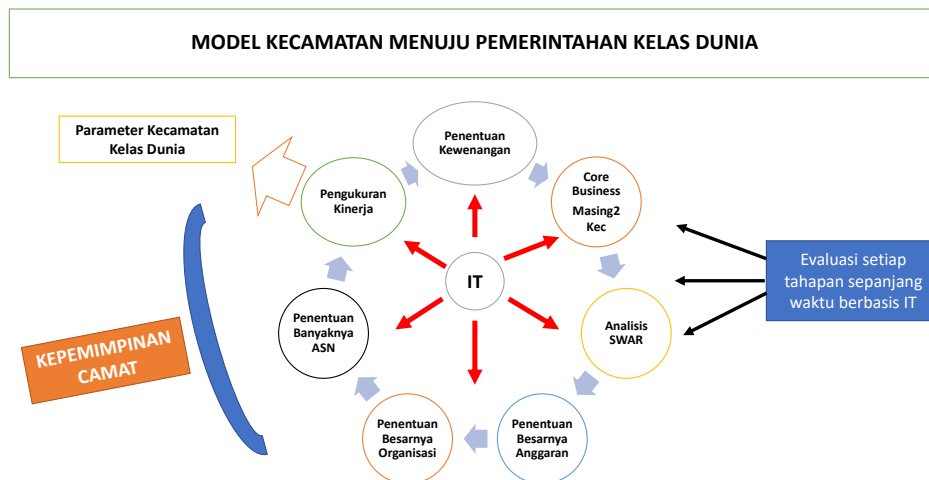 MODEL KECAMATAN MENUJU PEMERINTAHAN KELAS DUNIA
Parameter Kecamatan
Kelas Dunia
Penentuan
Kewenangan
Pengukuran
Kinerja
Core
Business
Masing2
Kec
IT
Evaluasi setiap
tahapan sepanjang
waktu berbasis IT
Penentuan
Banyaknya
ASN
Analisis
SWAR
KEPEMIMPINAN
CAMAT
Penentuan
Besarnya
Organisasi
Penentuan
Besarnya
Anggaran